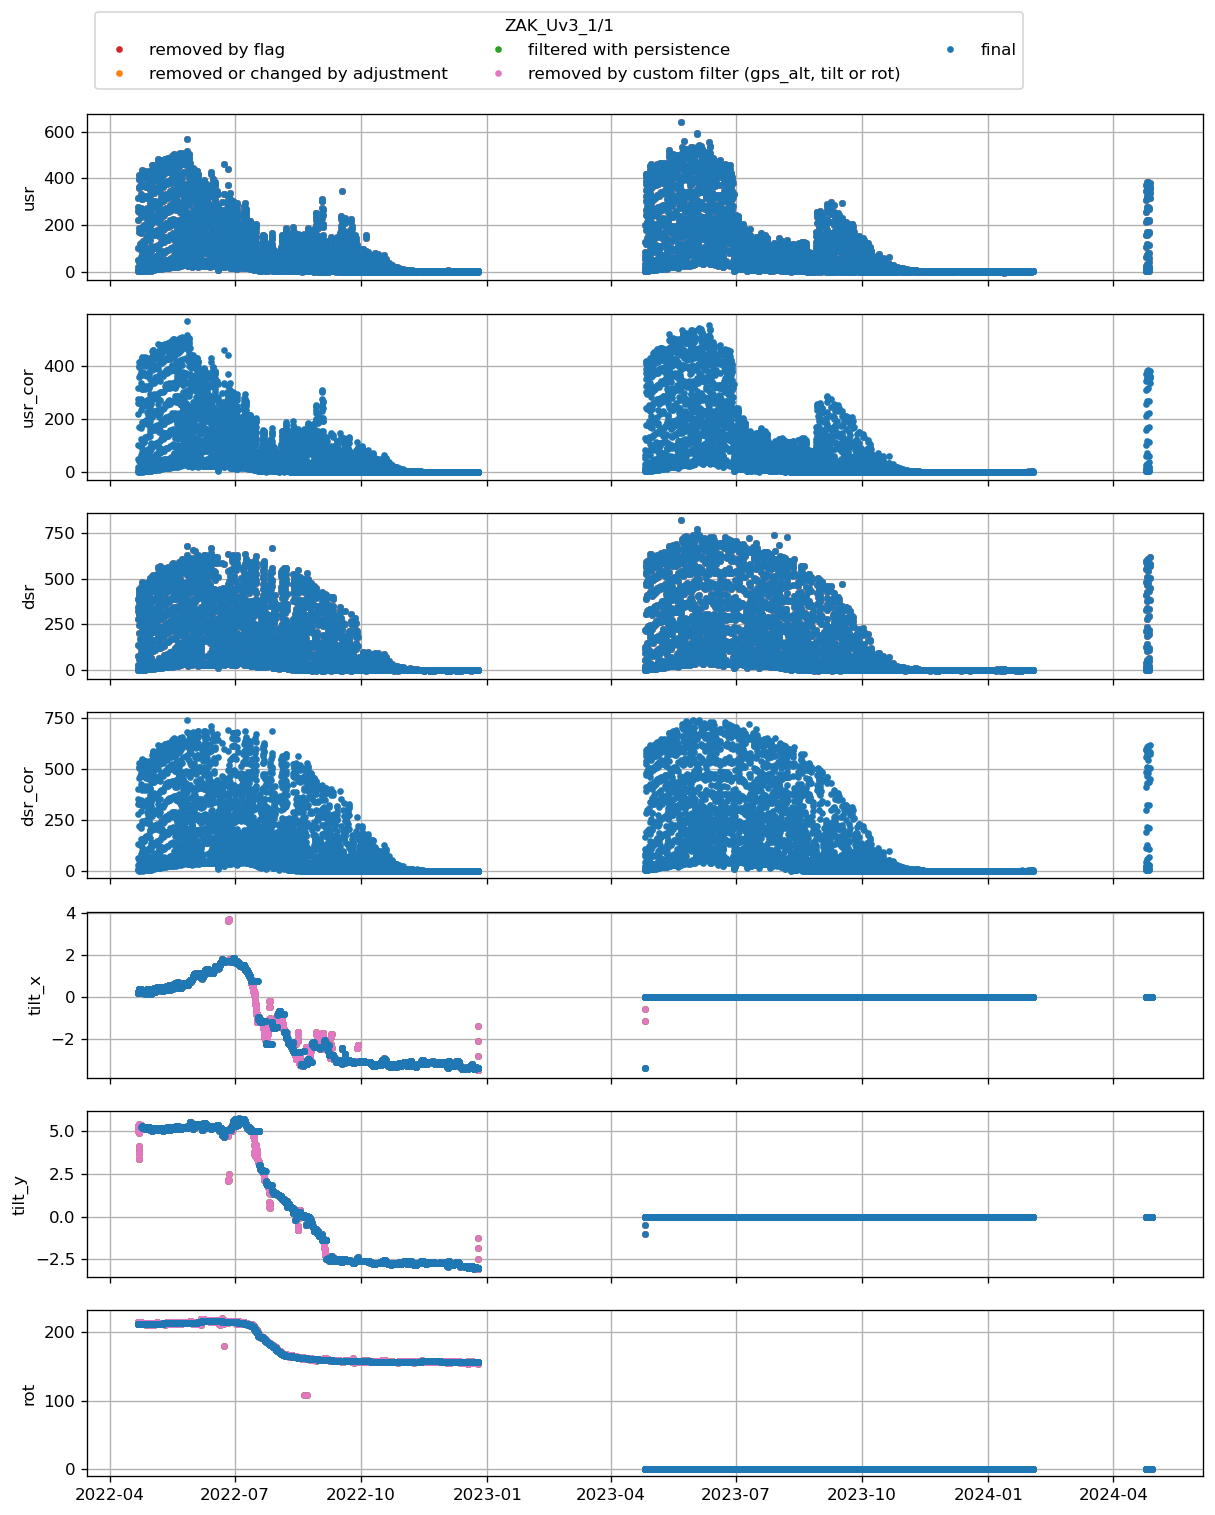 ZAK_Uv3_1/1
removed by flag
removed or changed by adjustment
filtered with persistence
removed by custom filter (gps_alt, tilt or rot)
final
600
400
200
0
usr
400
200
0
usr_cor
750
500
250
0
dsr
750
500
250
0
dsr_cor
4
2
0
−2
tilt_x
5.0
2.5
0.0
−2.5
tilt_y
200
100
0
rot
2022-04 2022-07 2022-10 2023-01 2023-04 2023-07 2023-10 2024-01 2024-04